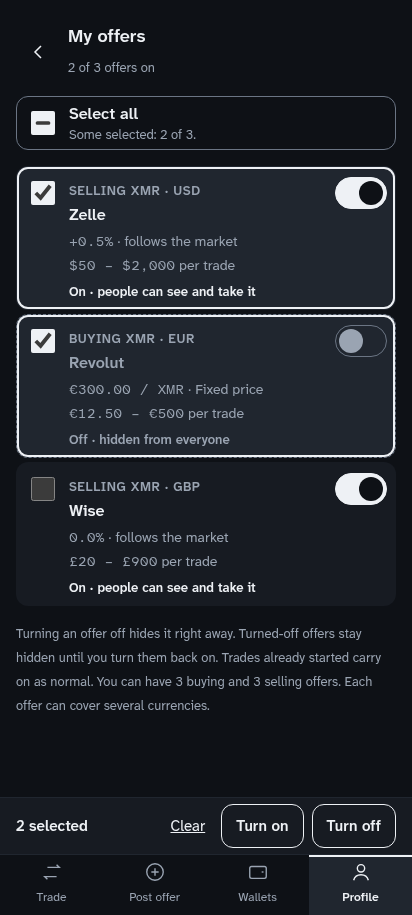 My offers
2 of 3 offers on
Select all
Some selected: 2 of 3.
SELLING XMR · USD
Zelle
+0.5% · follows the market
$50 – $2,000 per trade
On · people can see and take it
BUYING XMR · EUR
Revolut
€300.00 / XMR · Fixed price
€12.50 – €500 per trade
Off · hidden from everyone
SELLING XMR · GBP
Wise
0.0% · follows the market
£20 – £900 per trade
On · people can see and take it
Turning an offer off hides it right away. Turned-off offers stay
hidden until you turn them back on. Trades already started carry
on as normal. You can have 3 buying and 3 selling offers. Each
offer can cover several currencies.
2 selected Clear Turn on Turn off
Trade Post offer Wallets Profile